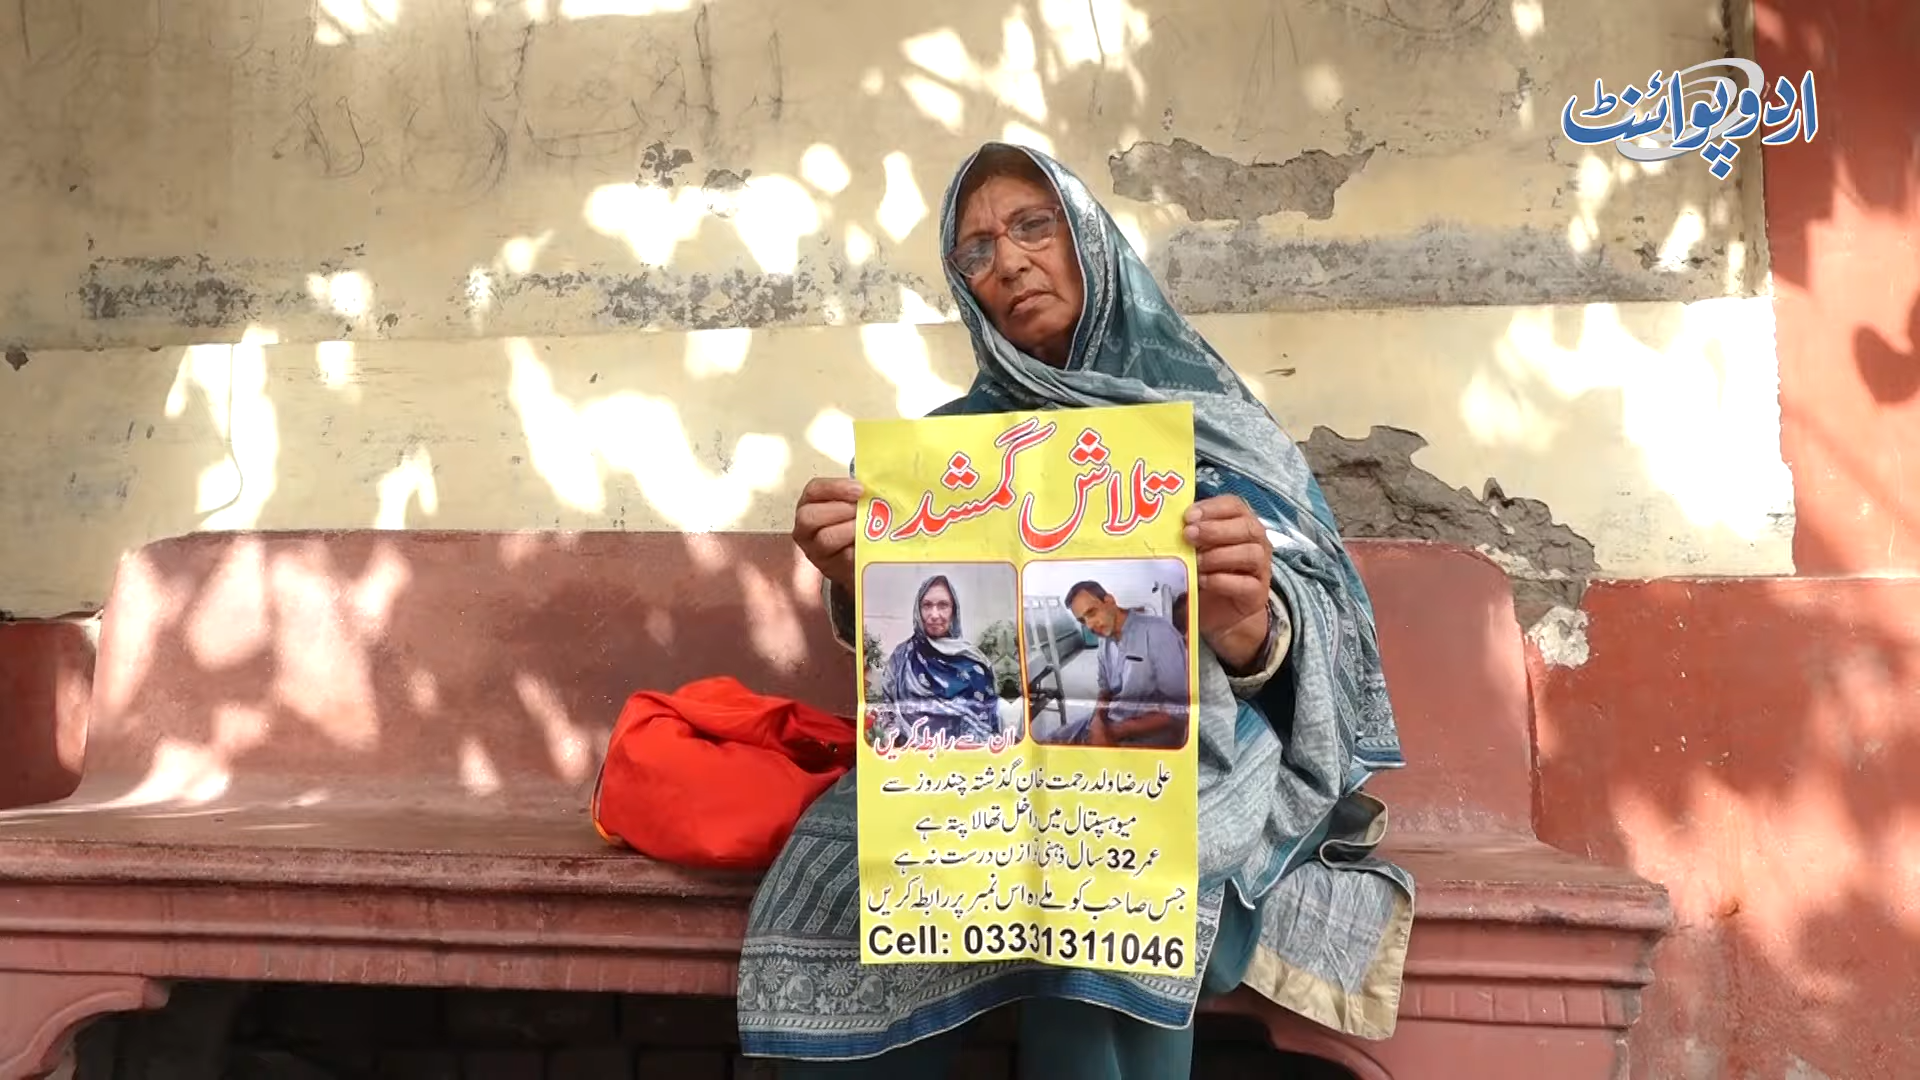 اردو پوائنٹ
تلاش گمشدہ
ان سے رابطہ کریں
علی رضا ولد رحمت خان گذشتہ چند روز سے
میو ہسپتال میں داخل تھا لاپتہ ہے
عمر 32 سال ذہنی توازن درست نہ ہے
جس صاحب کو ملے وہ اس نمبر پر رابطہ کریں
Cell: 03331311046